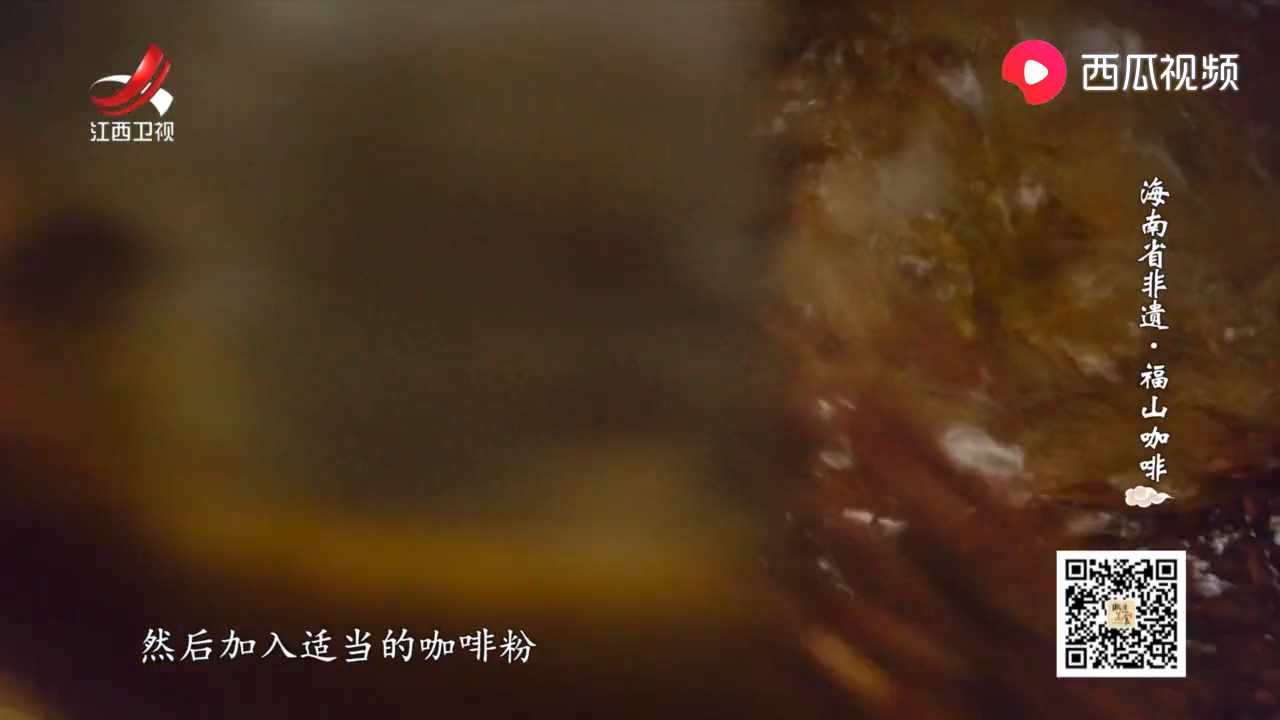 江西卫视
西瓜视频
海南省非遗·福山咖啡
然后加入适当的咖啡粉